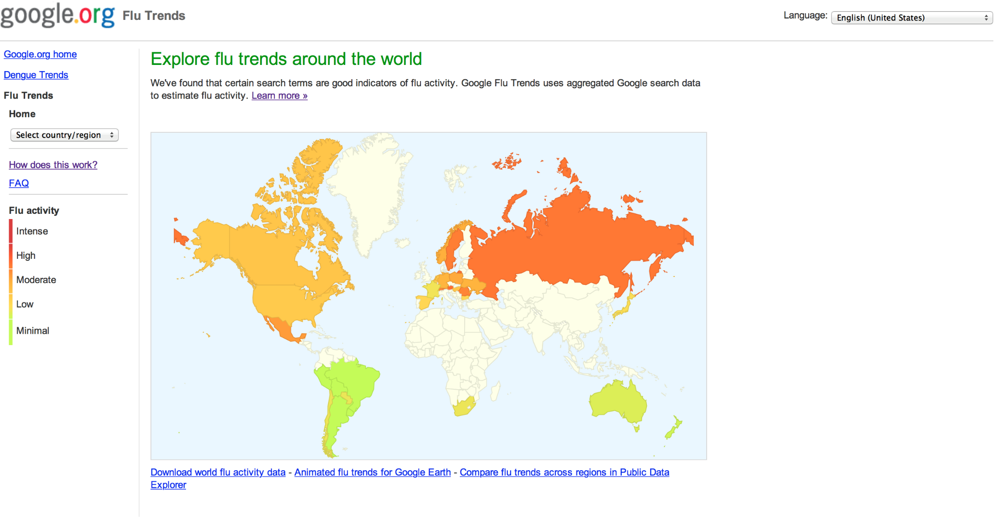 google.org Flu Trends
Language: English (United States)
Google.org home
Dengue Trends
Flu Trends
Home
Select country/region
How does this work?
FAQ
Flu activity
Intense
High
Moderate
Low
Minimal
Explore flu trends around the world
We've found that certain search terms are good indicators of flu activity. Google Flu Trends uses aggregated Google search data
to estimate flu activity. Learn more »
Download world flu activity data - Animated flu trends for Google Earth - Compare flu trends across regions in Public Data
Explorer